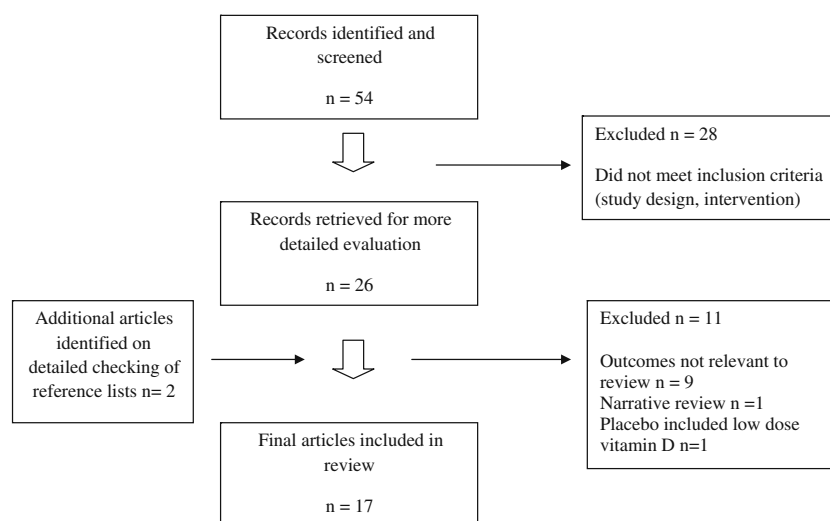 Records identified and
screened
n = 54
Excluded n = 28
Did not meet inclusion criteria
(study design, intervention)
Records retrieved for more
detailed evaluation
n = 26
Additional articles
identified on
detailed checking of
reference lists n= 2
Excluded n = 11
Outcomes not relevant to
review n = 9
Narrative review n =1
Placebo included low dose
vitamin D n=1
Final articles included in
review
n = 17